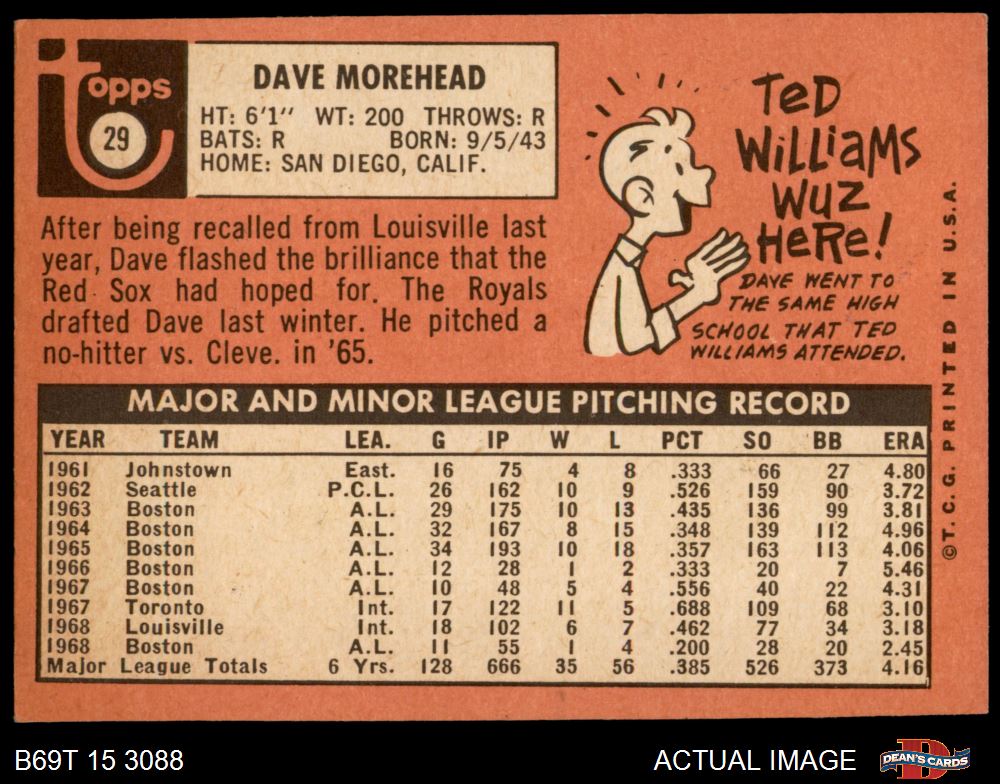 topps
29
DAVE MOREHEAD
HT: 6'1" WT: 200 THROWS: R
BATS: R BORN: 9/5/43
HOME: SAN DIEGO, CALIF.
After being recalled from Louisville last
year, Dave flashed the brilliance that the
Red Sox had hoped for. The Royals
drafted Dave last winter. He pitched a
no-hitter vs. Cleve. in '65.
TeD
WiLLiaMS
WUZ
HeRe!
DAVE WENT TO
THE SAME HIGH
SCHOOL THAT TED
WILLIAMS ATTENDED.
©T. C. G. PRINTED IN U.S.A.
MAJOR AND MINOR LEAGUE PITCHING RECORD
YEAR TEAM LEA. G IP W L PCT SO BB ERA
1961 Johnstown East. 16 75 4 8 .333 66 27 4.80
1962 Seattle P.C.L. 26 162 10 9 .526 159 90 3.72
1963 Boston A.L. 29 175 10 13 .435 136 99 3.81
1964 Boston A.L. 32 167 8 15 .348 139 112 4.96
1965 Boston A.L. 34 193 10 18 .357 163 113 4.06
1966 Boston A.L. 12 28 1 2 .333 20 7 5.46
1967 Boston A.L. 10 48 5 4 .556 40 22 4.31
1967 Toronto Int. 17 122 11 5 .688 109 68 3.10
1968 Louisville Int. 18 102 6 7 .462 77 34 3.18
1968 Boston A.L. 11 55 1 4 .200 28 20 2.45
Major League Totals 6 Yrs. 128 666 35 56 .385 526 373 4.16
B69T 15 3088
ACTUAL IMAGE
D
DEAN'S CARDS